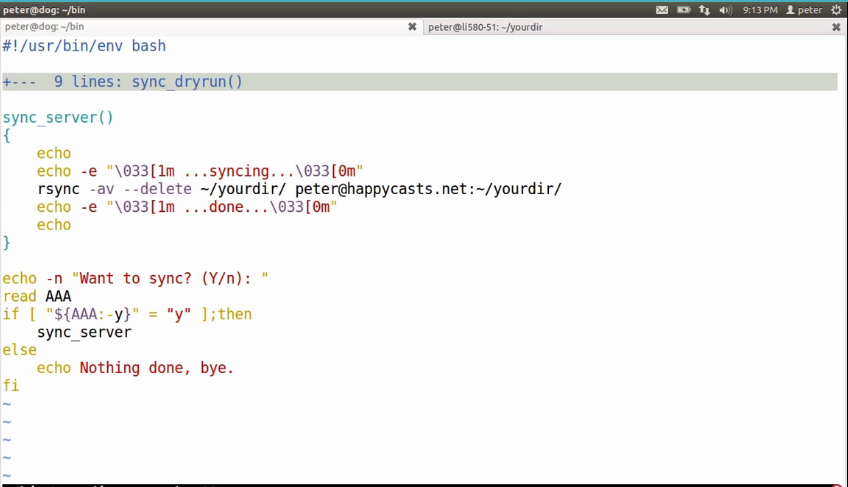 peter@dog: ~/bin
9:13 PM peter
peter@dog: ~/bin
peter@li580-51: ~/yourdir
#!/usr/bin/env bash
+--- 9 lines: sync_dryrun()
sync_server()
{
echo
echo -e "\033[1m ...syncing...\033[0m"
rsync -av --delete ~/yourdir/ peter@happycasts.net:~/yourdir/
echo -e "\033[1m ...done...\033[0m"
echo
}
echo -n "Want to sync? (Y/n): "
read AAA
if [ "${AAA:-y}" = "y" ];then
sync_server
else
echo Nothing done, bye.
fi
~
~
~
~
~